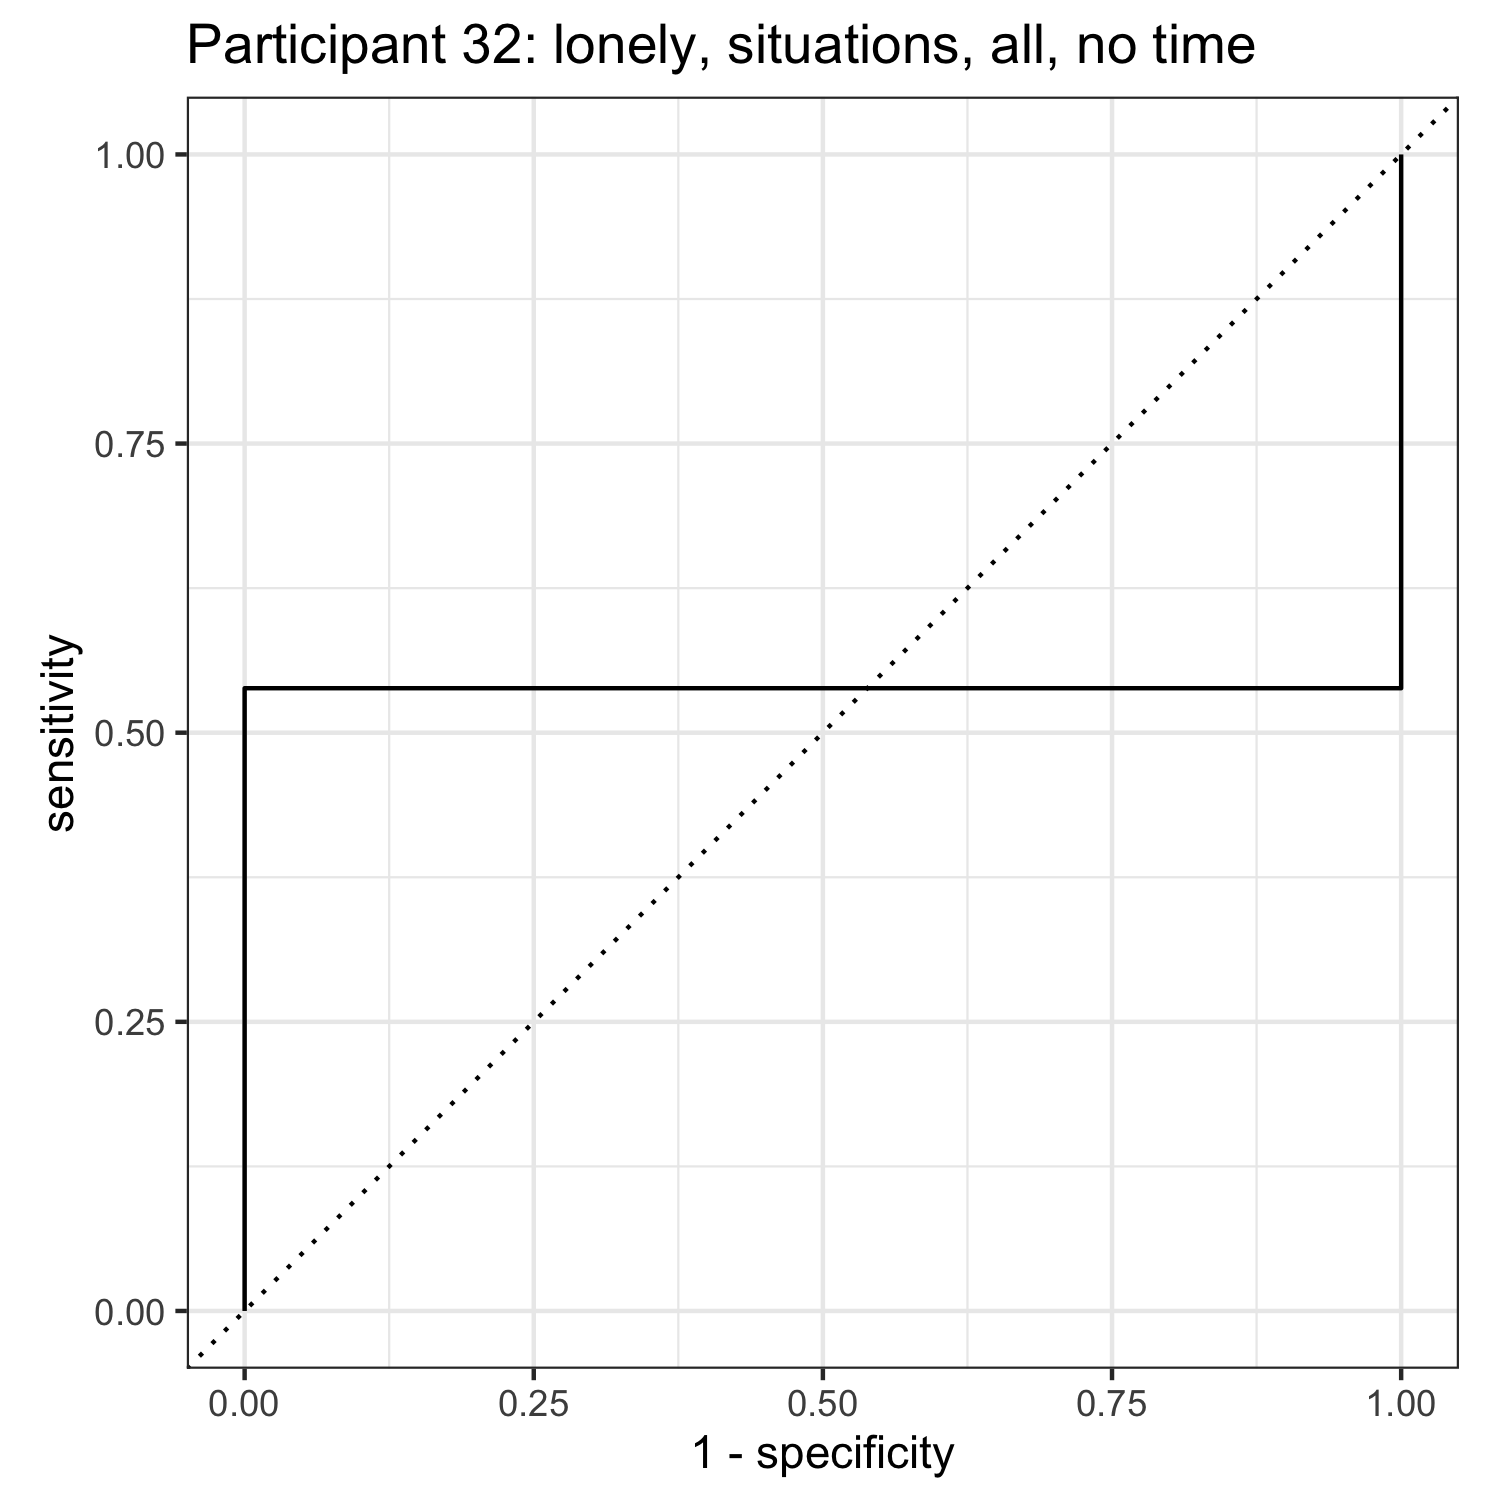 Participant 32: lonely, situations, all, no time
1.00
0.75
0.50
0.25
0.00
sensitivity
0.00 0.25 0.50 0.75 1.00
1 - specificity